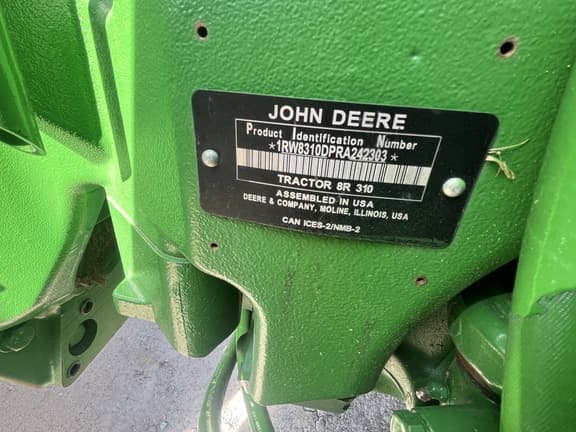 JOHN DEERE
Product Identification Number
*1RW8310DPRA242303*
TRACTOR 8R 310
ASSEMBLED IN USA
DEERE & COMPANY, MOLINE, ILLINOIS, USA
CAN ICES-2/NMB-2